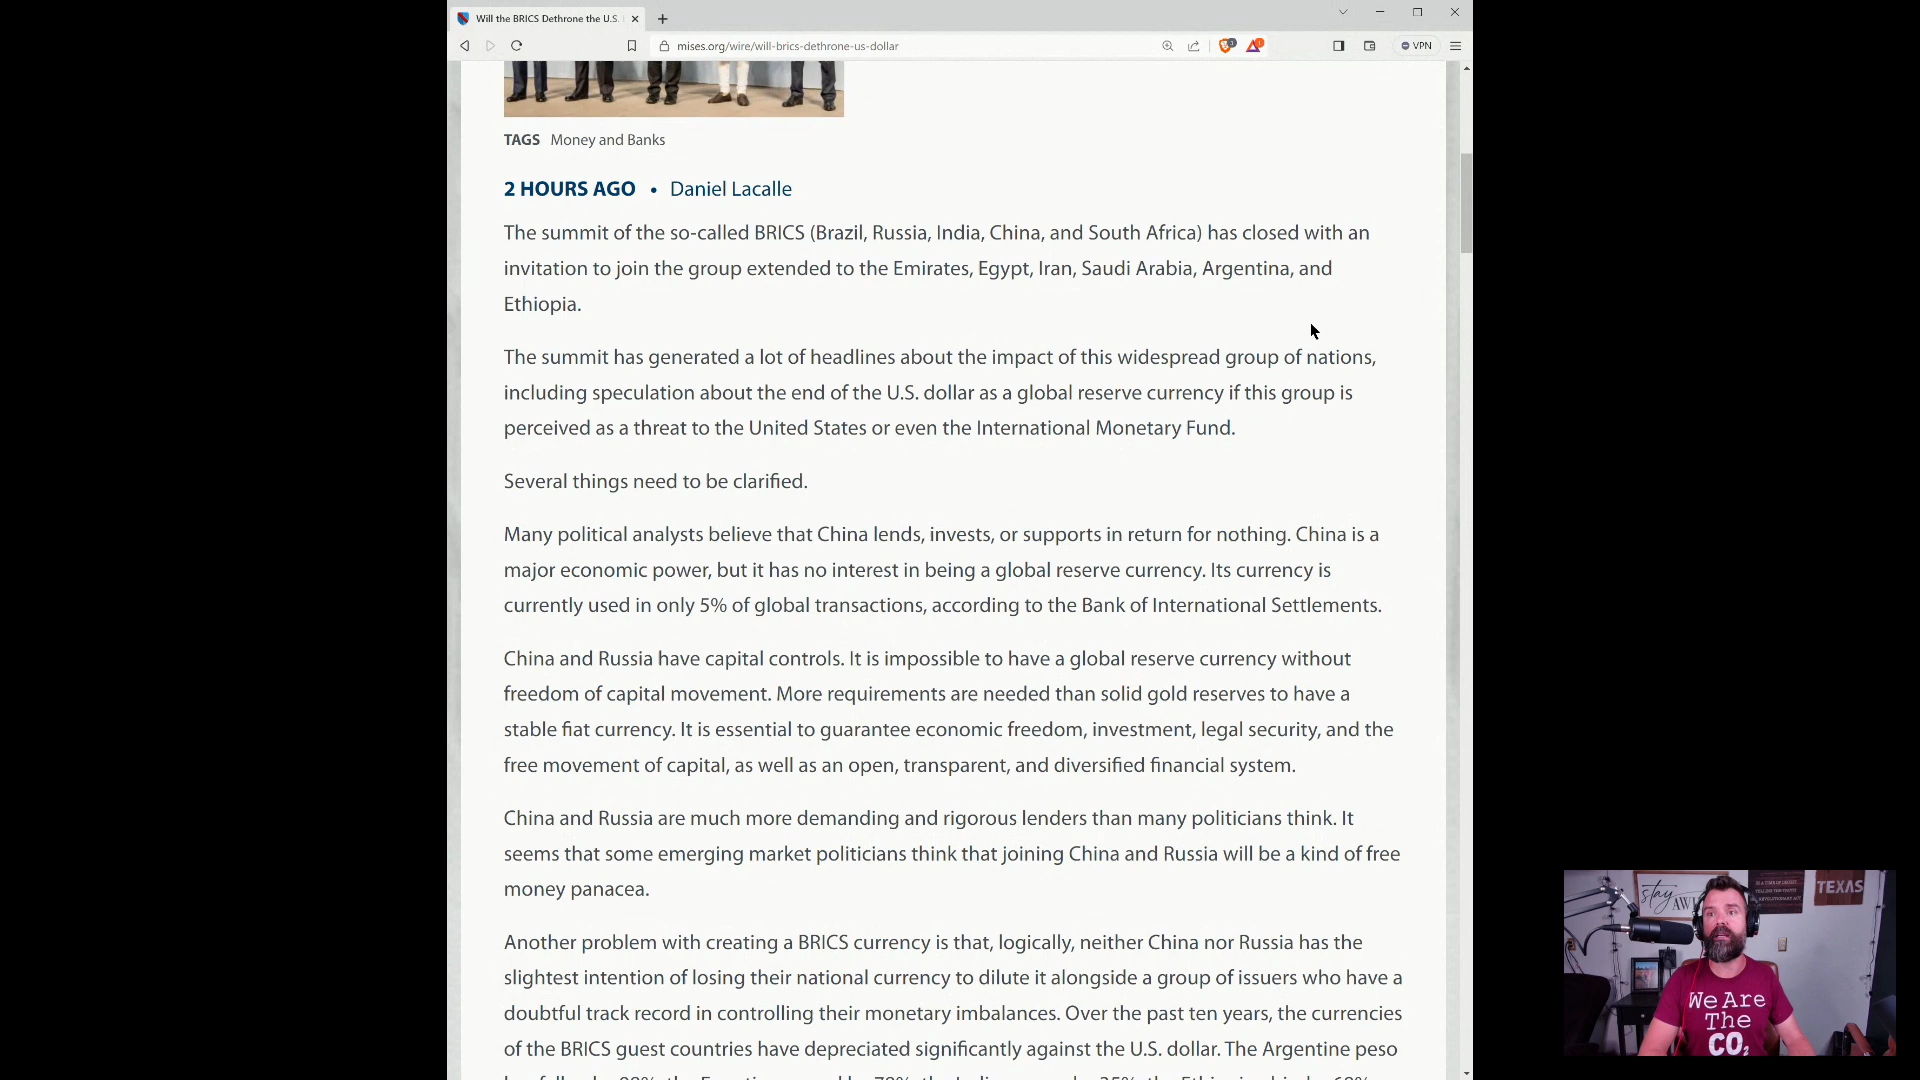 Will the BRICS Dethrone the U.S.
mises.org/wire/will-brics-dethrone-us-dollar
VPN
TAGS Money and Banks
2 HOURS AGO • Daniel Lacalle
The summit of the so-called BRICS (Brazil, Russia, India, China, and South Africa) has closed with an
invitation to join the group extended to the Emirates, Egypt, Iran, Saudi Arabia, Argentina, and
Ethiopia.
The summit has generated a lot of headlines about the impact of this widespread group of nations,
including speculation about the end of the U.S. dollar as a global reserve currency if this group is
perceived as a threat to the United States or even the International Monetary Fund.
Several things need to be clarified.
Many political analysts believe that China lends, invests, or supports in return for nothing. China is a
major economic power, but it has no interest in being a global reserve currency. Its currency is
currently used in only 5% of global transactions, according to the Bank of International Settlements.
China and Russia have capital controls. It is impossible to have a global reserve currency without
freedom of capital movement. More requirements are needed than solid gold reserves to have a
stable fiat currency. It is essential to guarantee economic freedom, investment, legal security, and the
free movement of capital, as well as an open, transparent, and diversified financial system.
China and Russia are much more demanding and rigorous lenders than many politicians think. It
seems that some emerging market politicians think that joining China and Russia will be a kind of free
money panacea.
Another problem with creating a BRICS currency is that, logically, neither China nor Russia has the
slightest intention of losing their national currency to dilute it alongside a group of issuers who have a
doubtful track record in controlling their monetary imbalances. Over the past ten years, the currencies
of the BRICS guest countries have depreciated significantly against the U.S. dollar. The Argentine peso
stay
TEXAS
We Are
The
CO2